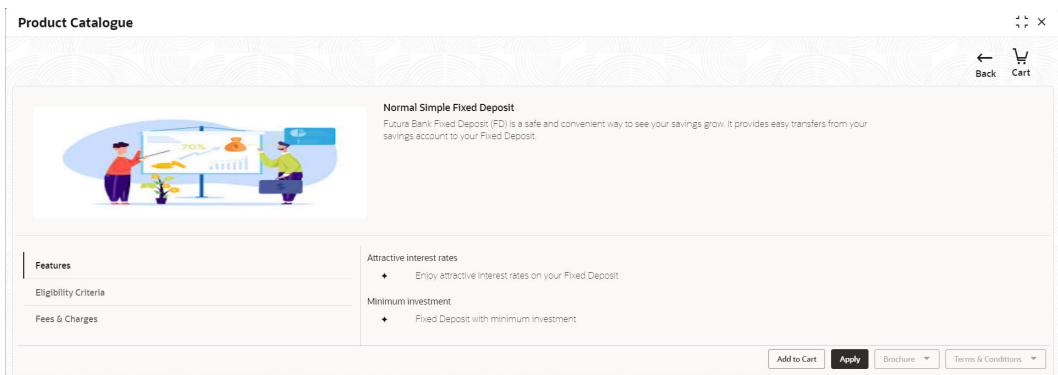 Product Catalogue
Back
Cart
Normal Simple Fixed Deposit
Futura Bank Fixed Deposit (FD) is a safe and convenient way to see your savings grow. It provides easy transfers from your
savings account to your Fixed Deposit.
70%
Features
Eligibility Criteria
Fees & Charges
Attractive interest rates
Enjoy attractive interest rates on your Fixed Deposit
Minimum investment
Fixed Deposit with minimum investment
Add to Cart
Apply
Brochure
Terms & Conditions